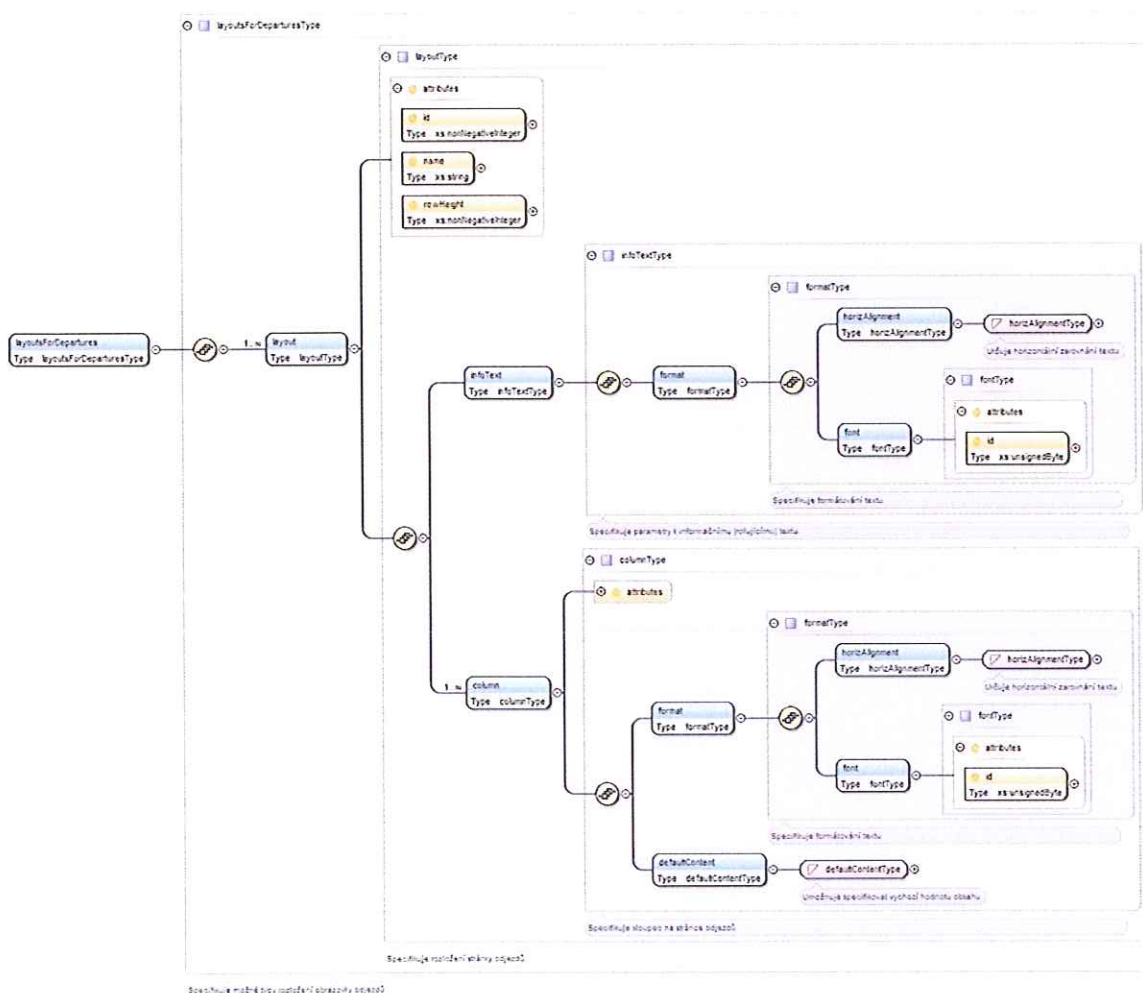 layoutsForDeparturesType
layoutType
attributes
id
Type xs:nonNegativeInteger
name
Type xs:string
rowHeight
Type xs:nonNegativeInteger
infoTextType
formatType
layoutsForDepartures
Type layoutsForDeparturesType
1..∞
layout
Type layoutType
infoText
Type infoTextType
format
Type formatType
horizAlignment
Type horizAlignmentType
horizAlignmentType
Určuje horizontální zarovnání textu
fontType
attributes
font
Type fontType
id
Type xs:unsignedByte
Specifikuje formátování textu
Specifikuje parametry k informačnímu (rotujícímu) textu
columnType
attributes
formatType
1..∞
column
Type columnType
format
Type formatType
horizAlignment
Type horizAlignmentType
horizAlignmentType
Určuje horizontální zarovnání textu
fontType
attributes
font
Type fontType
id
Type xs:unsignedByte
Specifikuje formátování textu
defaultContent
Type defaultContentType
defaultContentType
Umožňuje specifikovat výchozí hodnotu obsahu
Specifikuje sloupec na stránce odjezdů
Specifikuje rozložení stránky odjezdů
Specifikuje možné typy rozložení obrazovky odjezdů